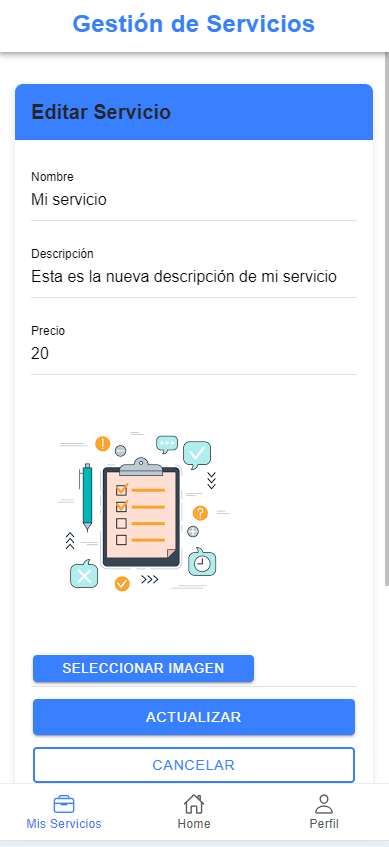 Gestión de Servicios
Editar Servicio
Nombre
Mi servicio
Descripción
Esta es la nueva descripción de mi servicio
Precio
20
SELECCIONAR IMAGEN
ACTUALIZAR
CANCELAR
Mis Servicios Home Perfil